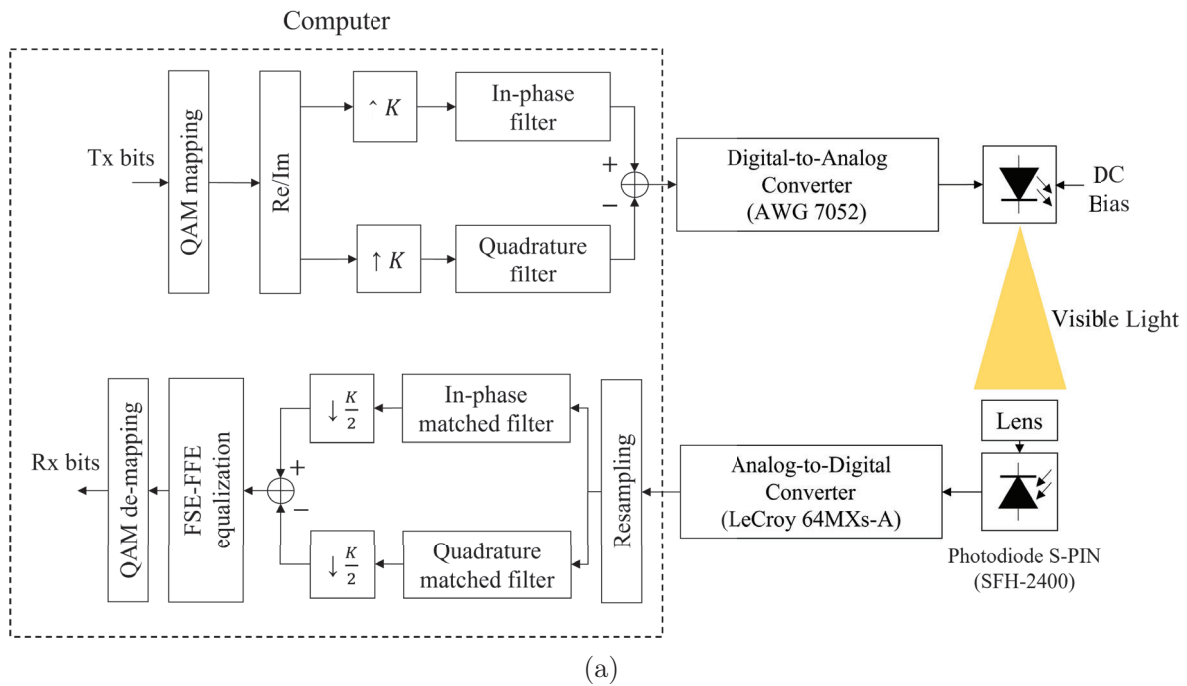 Computer
Tx bits
QAM mapping
Re/Im
ˆ K
In-phase
filter
+
−
↑ K
Quadrature
filter
Digital-to-Analog
Converter
(AWG 7052)
DC
Bias
Visible Light
Lens
Photodiode S-PIN
(SFH-2400)
Analog-to-Digital
Converter
(LeCroy 64MXs-A)
Resampling
In-phase
matched filter
Quadrature
matched filter
↓ K/2
↓ K/2
+
−
FSE-FFE
equalization
QAM de-mapping
Rx bits
(a)